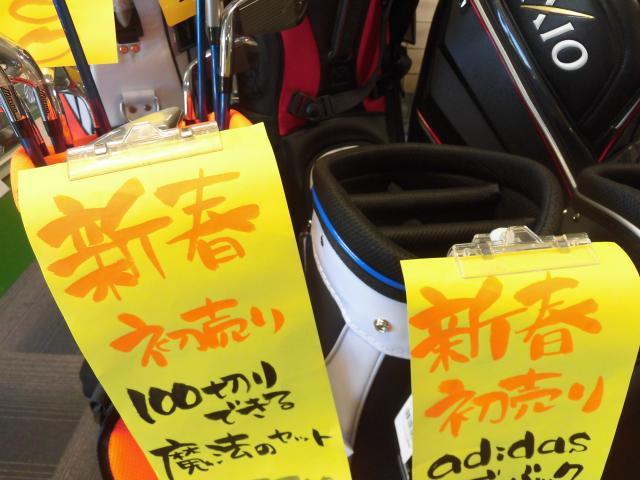 XIO
新春
初売り
100切り
できる
魔法のセット
新春
初売り
adidas